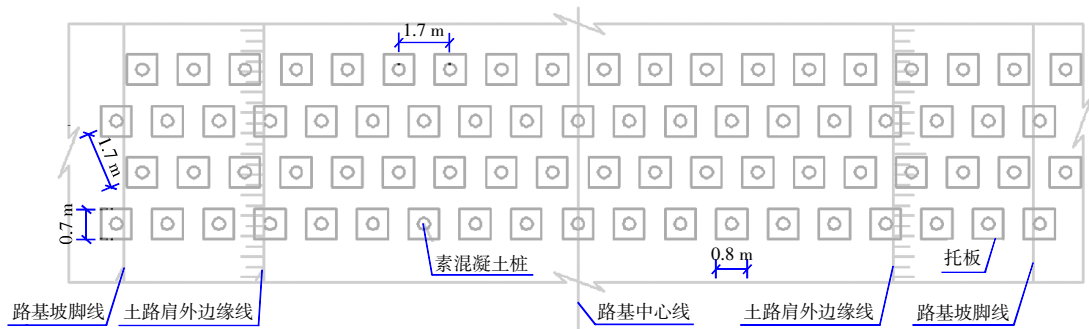 1.7 m
1.7 m
0.7 m
0.8 m
素混凝土桩
托板
路基坡脚线
土路肩外边缘线
路基中心线
土路肩外边缘线
路基坡脚线